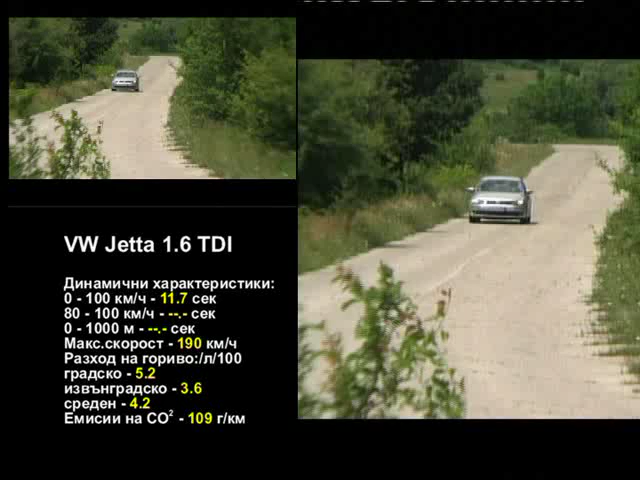 VW Jetta 1.6 TDI
Динамични характеристики:
0 - 100 км/ч - 11.7 сек
80 - 100 км/ч - --.- сек
0 - 1000 м - --.- сек
Макс.скорост - 190 км/ч
Разход на гориво:/л/100
градско - 5.2
извънградско - 3.6
среден - 4.2
Емисии на CO² - 109 г/км